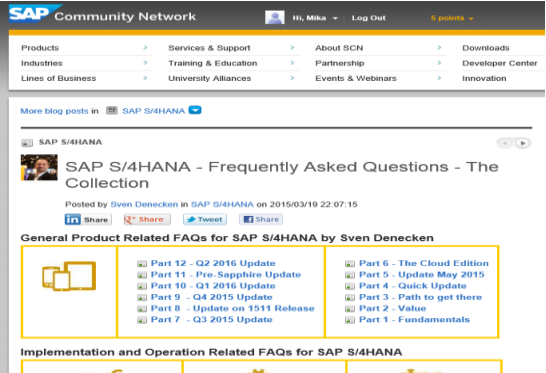 SAP Community Network
Hi, Mika Log Out 5 points
Products > Services & Support > About SCN > Downloads
Industries > Training & Education > Partnership > Developer Center
Lines of Business > University Alliances > Events & Webinars > Innovation
More blog posts in SAP S/4HANA
SAP S/4HANA
SAP S/4HANA - Frequently Asked Questions - The
Collection
Posted by Sven Denecken in SAP S/4HANA on 2015/03/19 22:07:15
in Share g+ Share Tweet f Share
General Product Related FAQs for SAP S/4HANA by Sven Denecken
Part 12 - Q2 2016 Update
Part 11 - Pre-Sapphire Update
Part 10 - Q1 2016 Update
Part 9 - Q4 2015 Update
Part 8 - Update on 1511 Release
Part 7 - Q3 2015 Update
Part 6 - The Cloud Edition
Part 5 - Update May 2015
Part 4 - Quick Update
Part 3 - Path to get there
Part 2 - Value
Part 1 - Fundamentals
Implementation and Operation Related FAQs for SAP S/4HANA